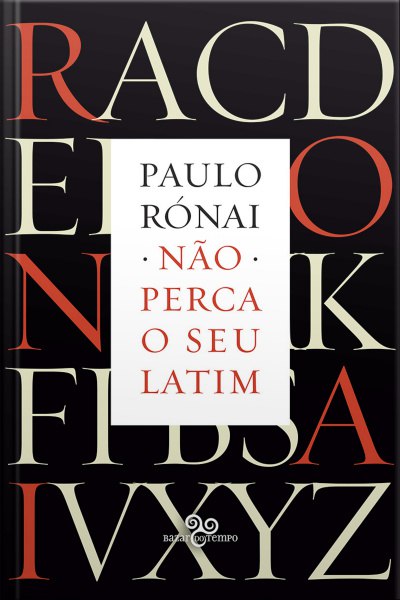 RACD
PAULO
RÓNAI
· NÃO ·
PERCA
O SEU
LATIM
O
N K
A
IVXYZ
BAZAR DO TEMPO